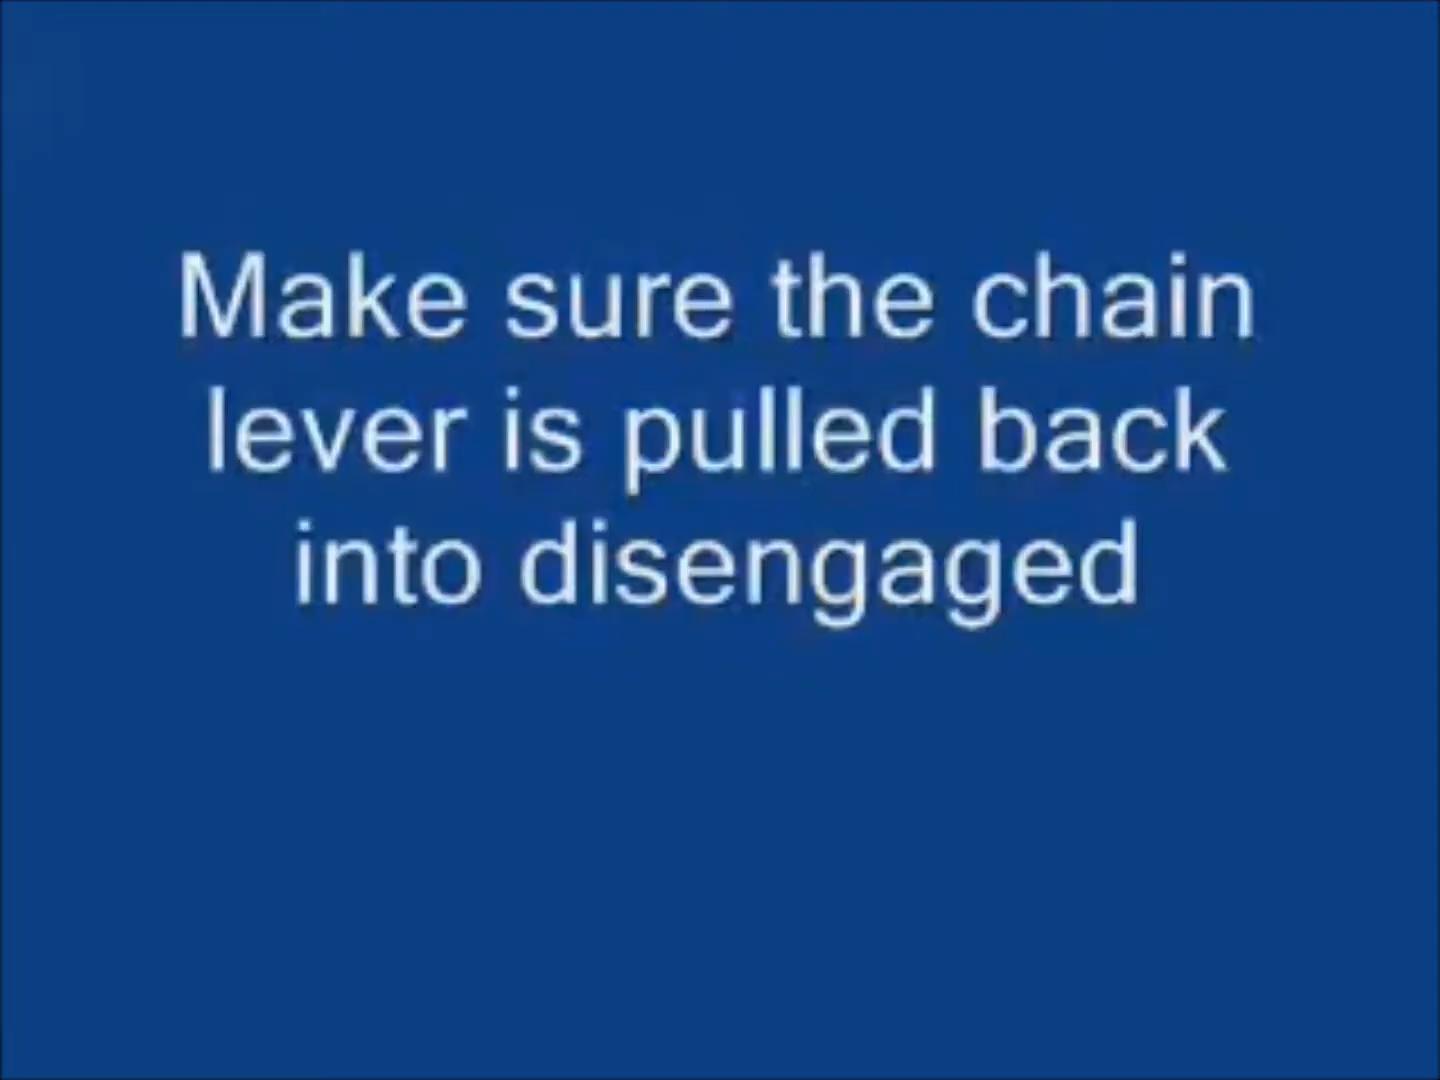 Make sure the chain
lever is pulled back
into disengaged